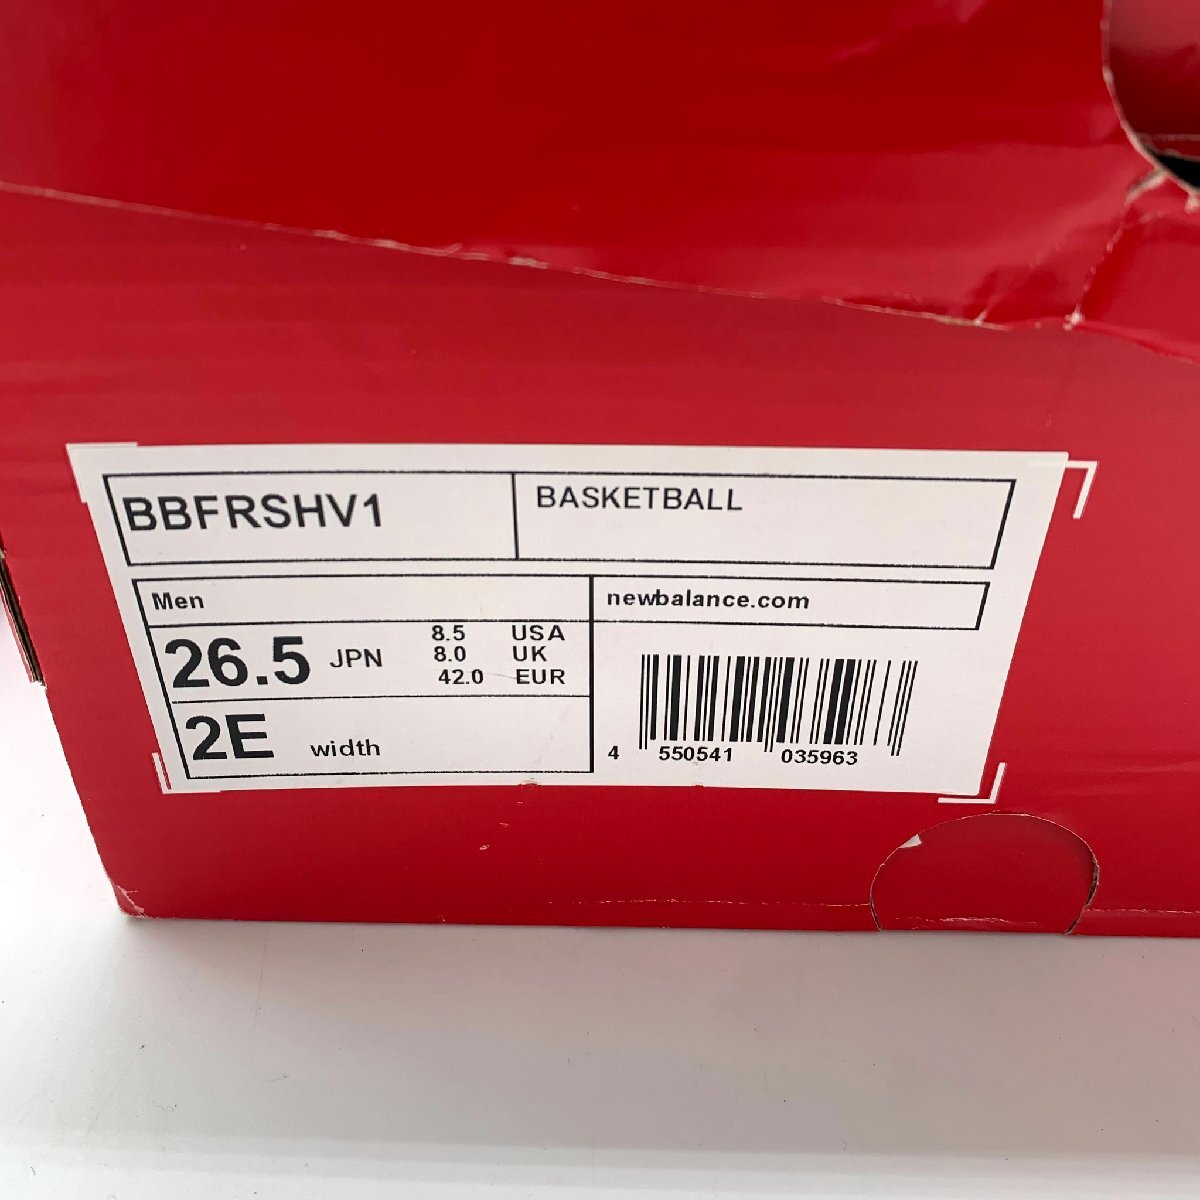 BBFRSHV1
BASKETBALL
Men
newbalance.com
26.5 JPN
8.5 USA
8.0 UK
42.0 EUR
2E width
4 550541 035963